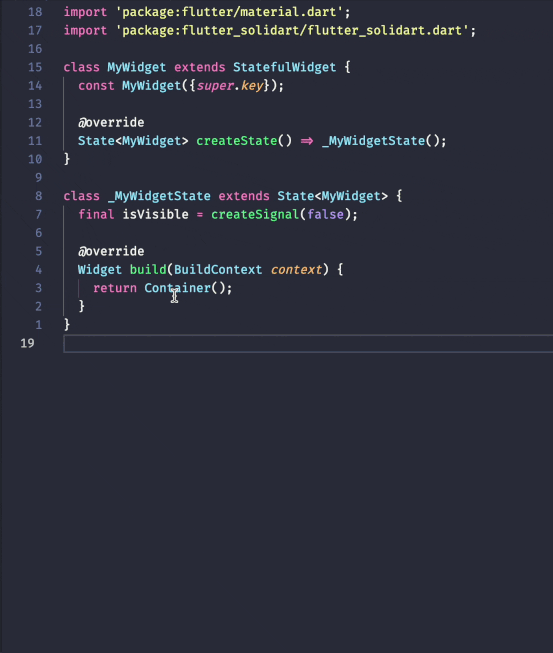 18 import 'package:flutter/material.dart';
17 import 'package:flutter_solidart/flutter_solidart.dart';
16
15 class MyWidget extends StatefulWidget {
14   const MyWidget({super.key});
13
12   @override
11   State<MyWidget> createState() => _MyWidgetState();
10 }
9
8 class _MyWidgetState extends State<MyWidget> {
7   final isVisible = createSignal(false);
6
5   @override
4   Widget build(BuildContext context) {
3     return Container();
2   }
1 }
19